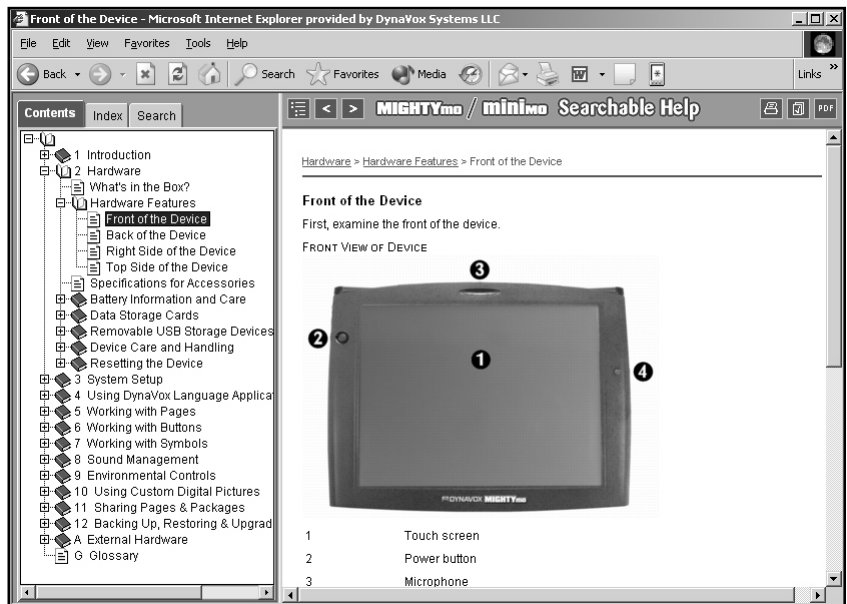 Front of the Device - Microsoft Internet Explorer provided by DynaVox Systems LLC
File Edit View Favorites Tools Help
Back Search Favorites Media Links
Contents Index Search
MIGHTYmo / miniMO Searchable Help
PDF
1 Introduction
2 Hardware
What's in the Box?
Hardware Features
Front of the Device
Back of the Device
Right Side of the Device
Top Side of the Device
Specifications for Accessories
Battery Information and Care
Data Storage Cards
Removable USB Storage Devices
Device Care and Handling
Resetting the Device
3 System Setup
4 Using DynaVox Language Applica
5 Working with Pages
6 Working with Buttons
7 Working with Symbols
8 Sound Management
9 Environmental Controls
10 Using Custom Digital Pictures
11 Sharing Pages & Packages
12 Backing Up, Restoring & Upgrad
A External Hardware
G Glossary
Hardware > Hardware Features > Front of the Device
Front of the Device
First, examine the front of the device.
FRONT VIEW OF DEVICE
3
2
1
4
DYNAVOX MIGHTYmo
1 Touch screen
2 Power button
3 Microphone